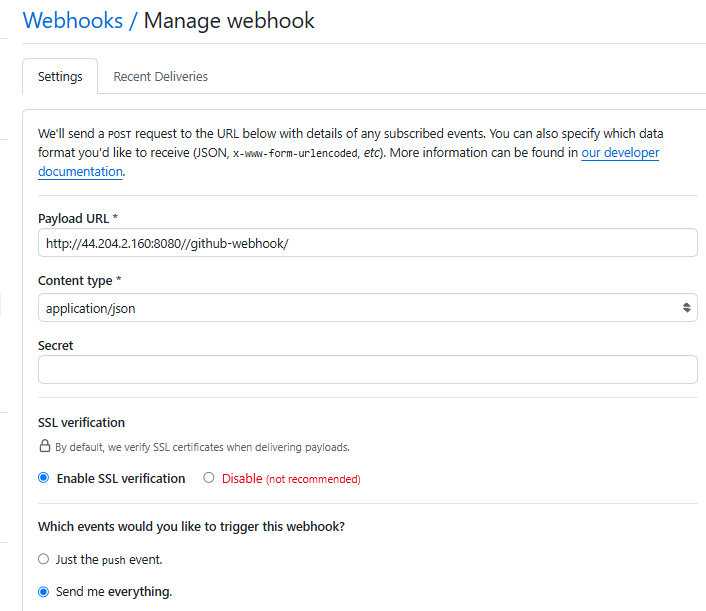 Webhooks / Manage webhook
Settings
Recent Deliveries
We'll send a POST request to the URL below with details of any subscribed events. You can also specify which data
format you'd like to receive (JSON, x-www-form-urlencoded, etc). More information can be found in our developer
documentation.
Payload URL *
http://44.204.2.160:8080//github-webhook/
Content type *
application/json
Secret
SSL verification
By default, we verify SSL certificates when delivering payloads.
Enable SSL verification
Disable (not recommended)
Which events would you like to trigger this webhook?
Just the push event.
Send me everything.